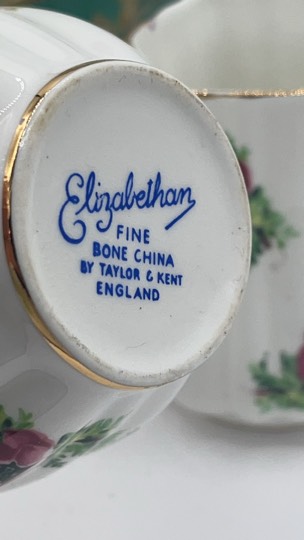 Elizabethan
FINE
BONE CHINA
BY TAYLOR & KENT
ENGLAND